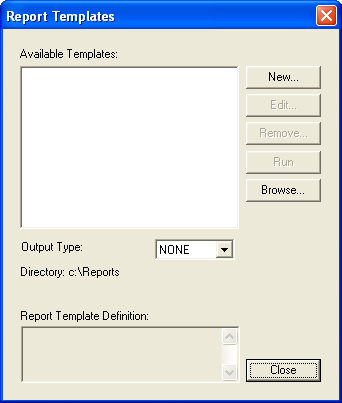 Report Templates
Available Templates:
New...
Edit...
Remove...
Run
Browse...
Output Type:
NONE
Directory: c:\Reports
Report Template Definition:
Close